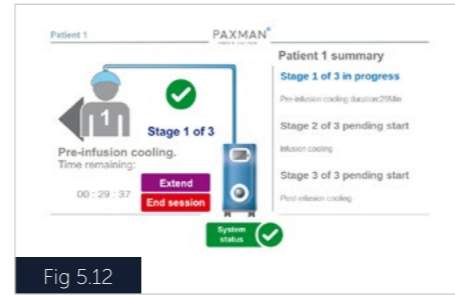 Patient 1
PAXMAN
Patient 1 summary
Stage 1 of 3 in progress
Pre-infusion cooling duration:29Min
Stage 2 of 3 pending start
Infusion cooling
Stage 3 of 3 pending start
Post-infusion cooling
1
Stage 1 of 3
Pre-infusion cooling.
Time remaining:
00 : 29 : 37
Extend
End session
System
status
Fig 5.12